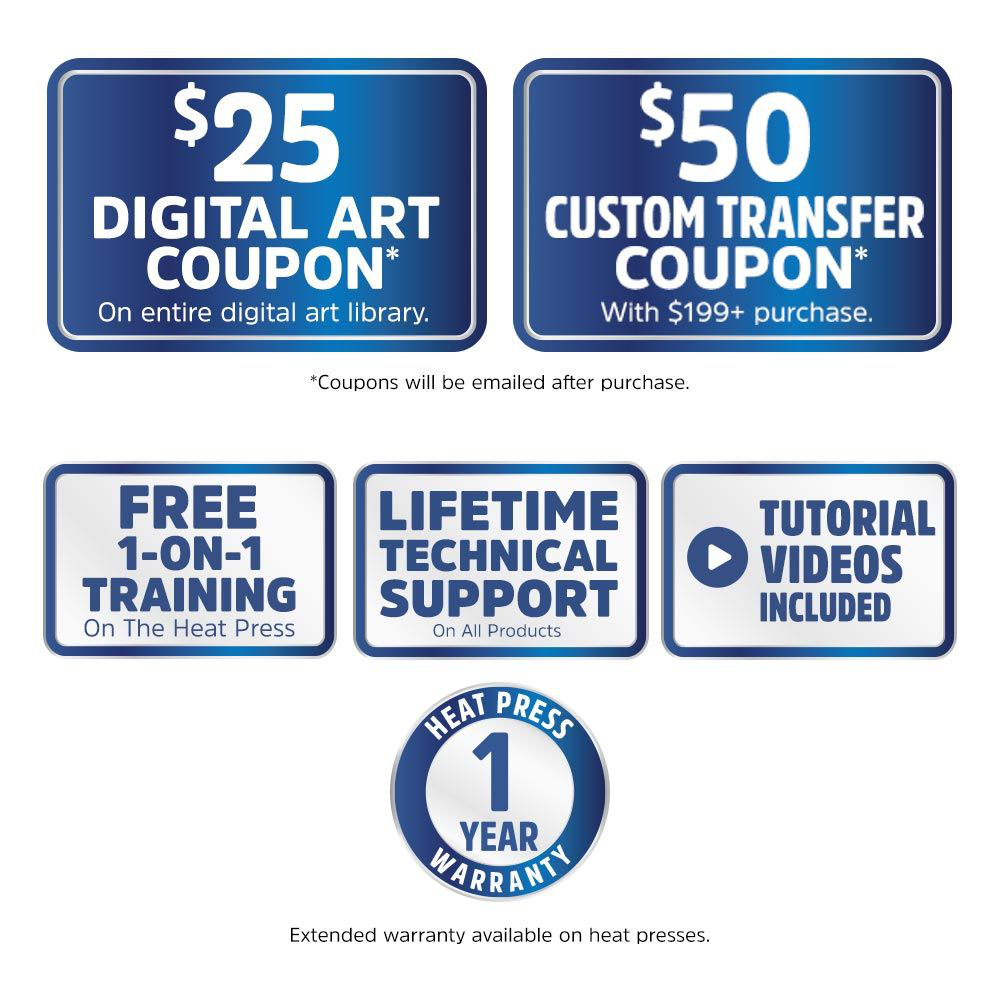 $25
DIGITAL ART
COUPON*
On entire digital art library.
$50
CUSTOM TRANSFER
COUPON*
With $199+ purchase.
*Coupons will be emailed after purchase.
FREE
1-ON-1
TRAINING
On The Heat Press
LIFETIME
TECHNICAL
SUPPORT
On All Products
TUTORIAL
VIDEOS
INCLUDED
HEAT PRESS
1
YEAR
WARRANTY
Extended warranty available on heat presses.